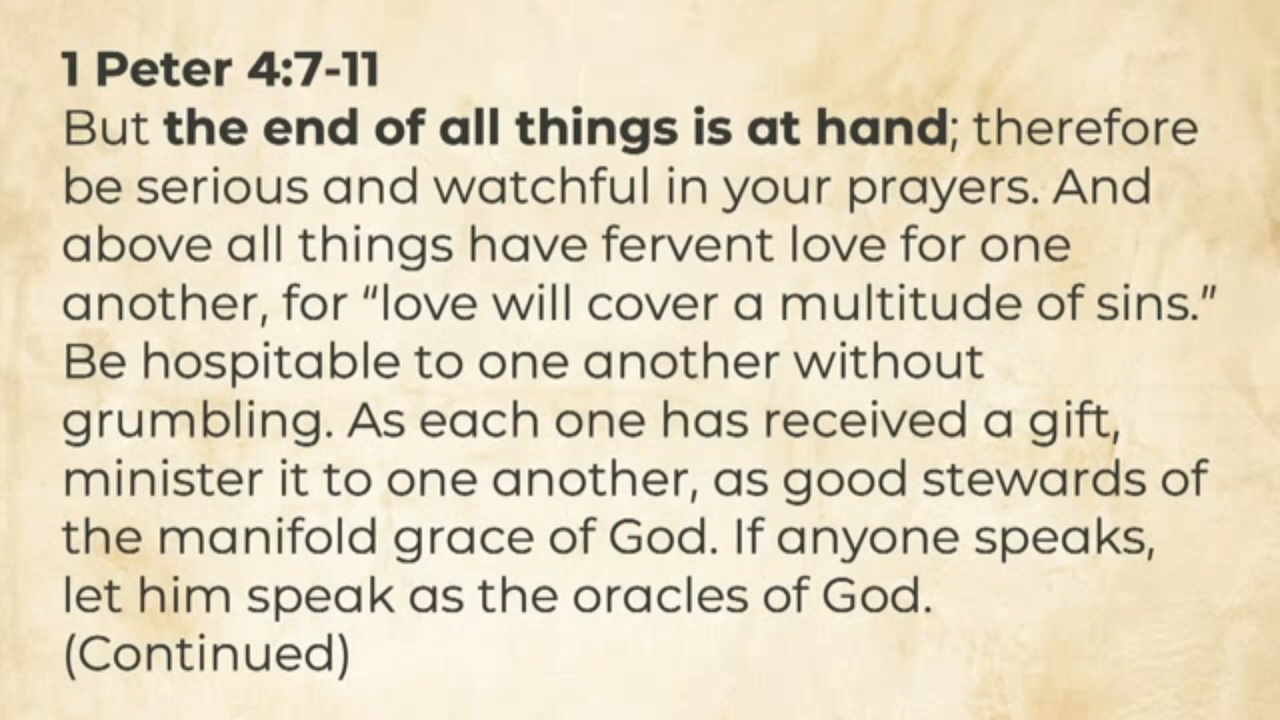 1 Peter 4:7-11
But the end of all things is at hand; therefore
be serious and watchful in your prayers. And
above all things have fervent love for one
another, for “love will cover a multitude of sins.”
Be hospitable to one another without
grumbling. As each one has received a gift,
minister it to one another, as good stewards of
the manifold grace of God. If anyone speaks,
let him speak as the oracles of God.
(Continued)